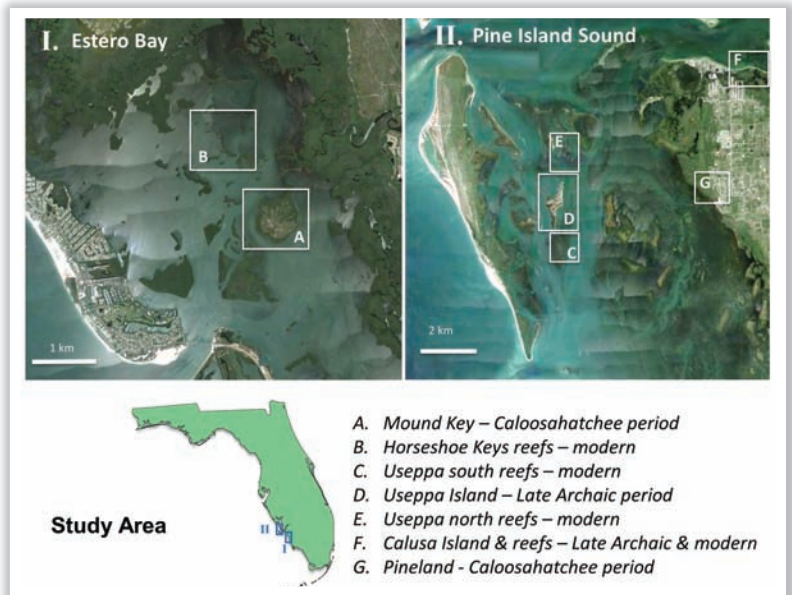 I. Estero Bay
B
A
1 km
II. Pine Island Sound
F
E
G
D
C
2 km
Study Area
II
I
A. Mound Key – Caloosahatchee period
B. Horseshoe Keys reefs – modern
C. Useppa south reefs – modern
D. Useppa Island – Late Archaic period
E. Useppa north reefs – modern
F. Calusa Island & reefs – Late Archaic & modern
G. Pineland - Caloosahatchee period